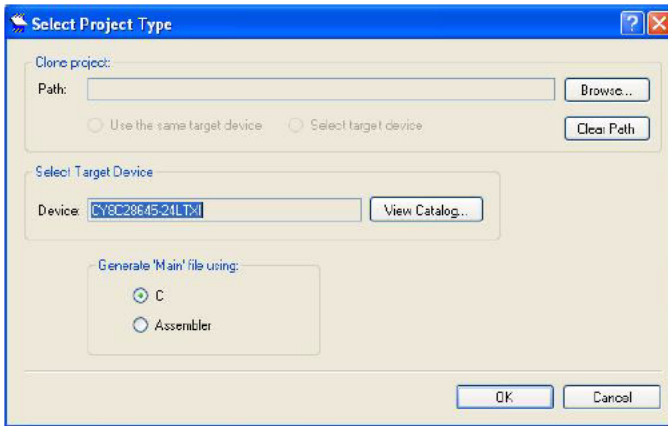 Select Project Type
Clone project:
Path:
Browse...
Use the same target device
Select target device
Clear Path
Select Target Device
Device:
CY8C28645-24LTXI
View Catalog...
Generate 'Main' file using:
C
Assembler
OK
Cancel